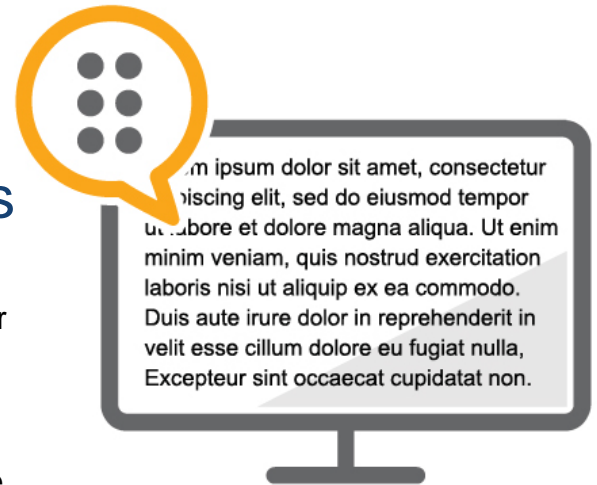 s
m ipsum dolor sit amet, consectetur
piscing elit, sed do eiusmod tempor
ut labore et dolore magna aliqua. Ut enim
minim veniam, quis nostrud exercitation
laboris nisi ut aliquip ex ea commodo.
r
Duis aute irure dolor in reprehenderit in
velit esse cillum dolore eu fugiat nulla,
Excepteur sint occaecat cupidatat non.